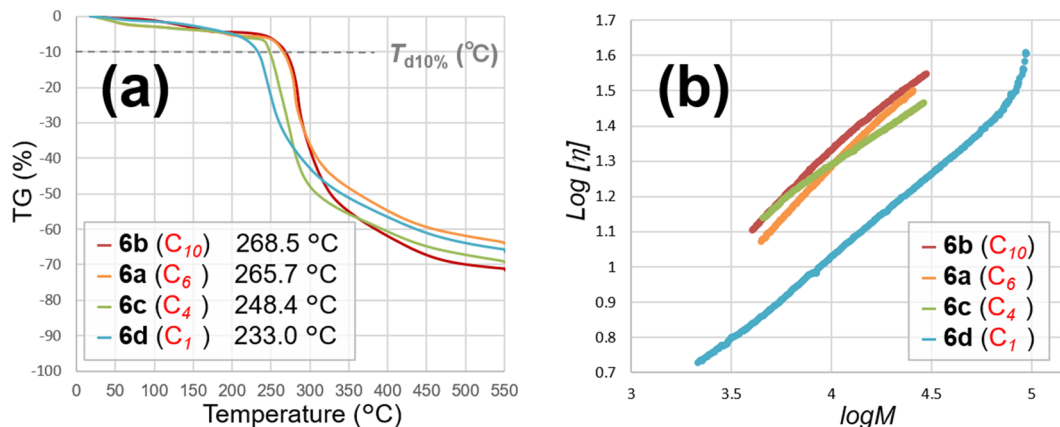 (a)
TG (%)
0
-10
-20
-30
-40
-50
-60
-70
-80
-90
-100
Td10% (°C)
6b (C10) 268.5 °C
6a (C6 ) 265.7 °C
6c (C4 ) 248.4 °C
6d (C1 ) 233.0 °C
0 50 100 150 200 250 300 350 400 450 500 550
Temperature (°C)
(b)
Log [η]
1.7
1.6
1.5
1.4
1.3
1.2
1.1
1
0.9
0.8
0.7
6b (C10)
6a (C6 )
6c (C4 )
6d (C1 )
3 3.5 4 4.5 5
logM